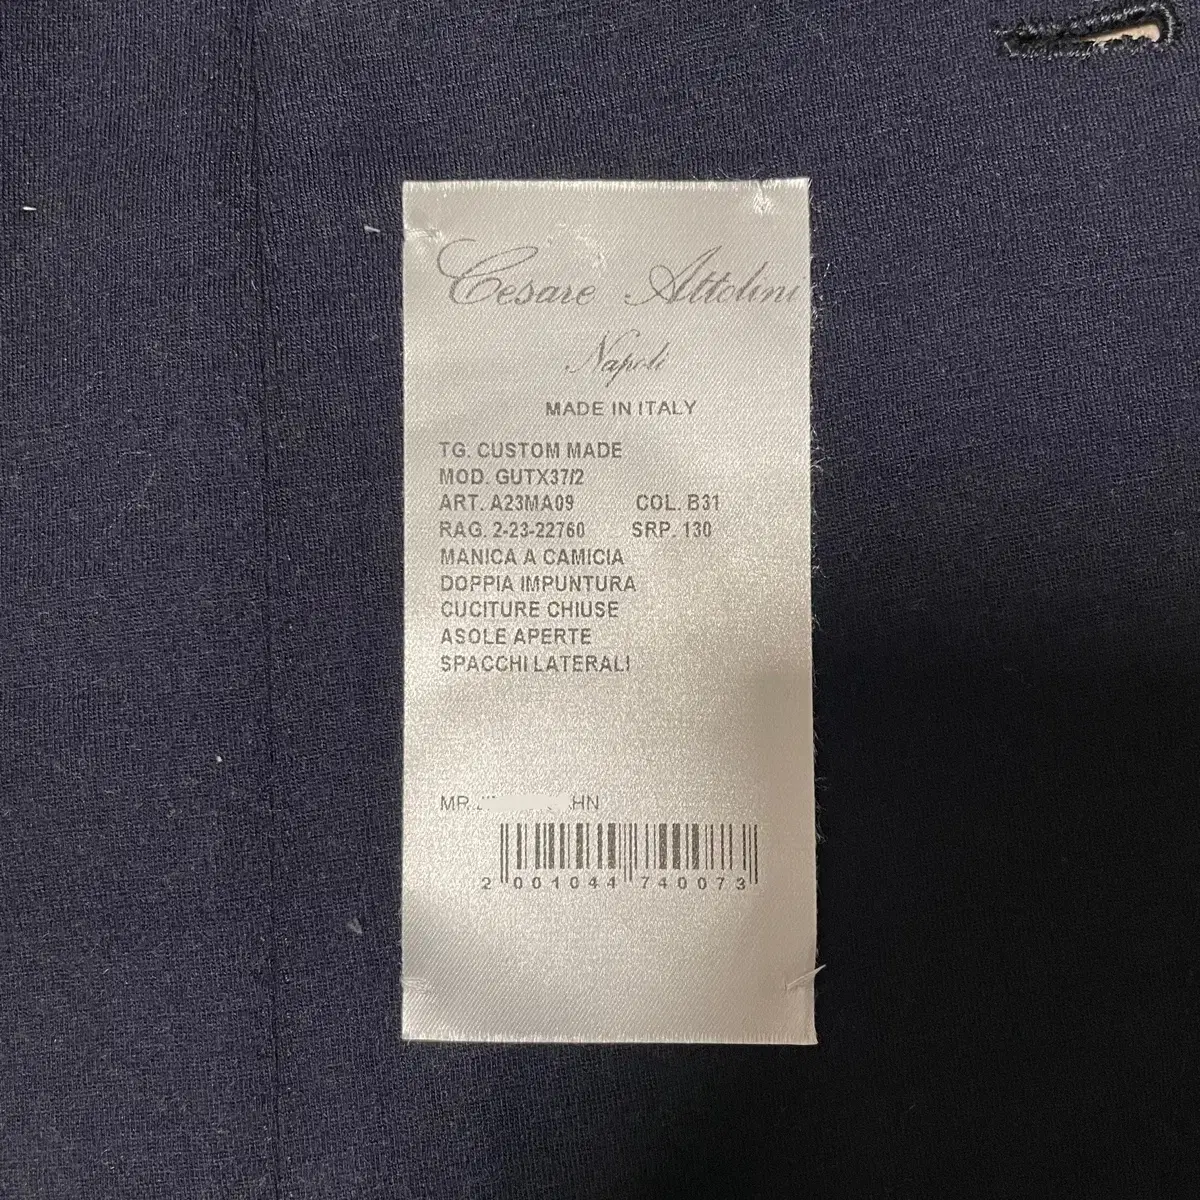 Cesare Attolini
Napoli
MADE IN ITALY
TG. CUSTOM MADE
MOD. GUTX37/2
ART. A23MA09 COL. B31
RAG. 2-23-22760 SRP. 130
MANICA A CAMICIA
DOPPIA IMPUNTURA
CUCITURE CHIUSE
ASOLE APERTE
SPACCHI LATERALI
MR HN
2 001044 740073